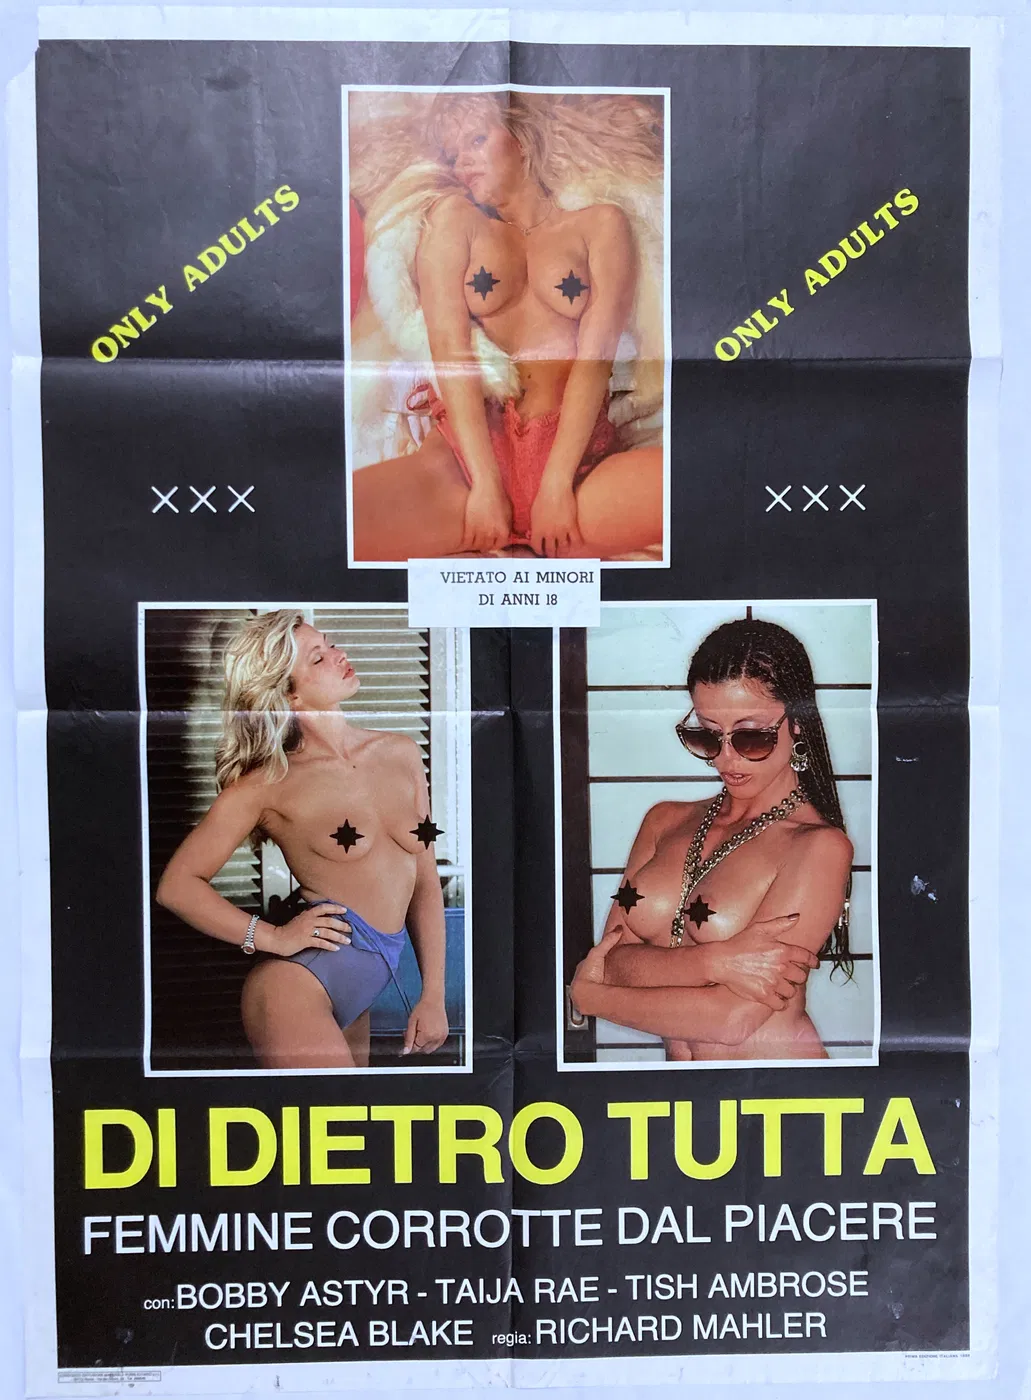 ONLY ADULTS
ONLY ADULTS
XXX
XXX
VIETATO AI MINORI
DI ANNI 18
DI DIETRO TUTTA
FEMMINE CORROTTE DAL PIACERE
con: BOBBY ASTYR - TAIJA RAE - TISH AMBROSE
CHELSEA BLAKE regia: RICHARD MAHLER